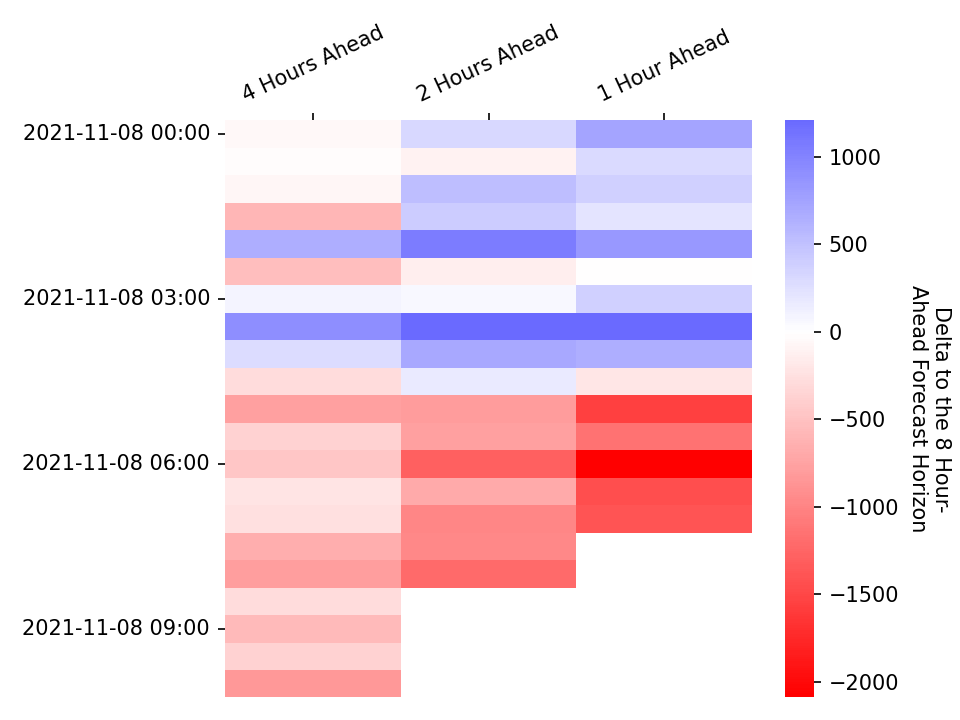 4 Hours Ahead
2 Hours Ahead
1 Hour Ahead
2021-11-08 00:00
2021-11-08 03:00
2021-11-08 06:00
2021-11-08 09:00
1000
500
0
−500
−1000
−1500
−2000
Delta to the 8 Hour-
Ahead Forecast Horizon